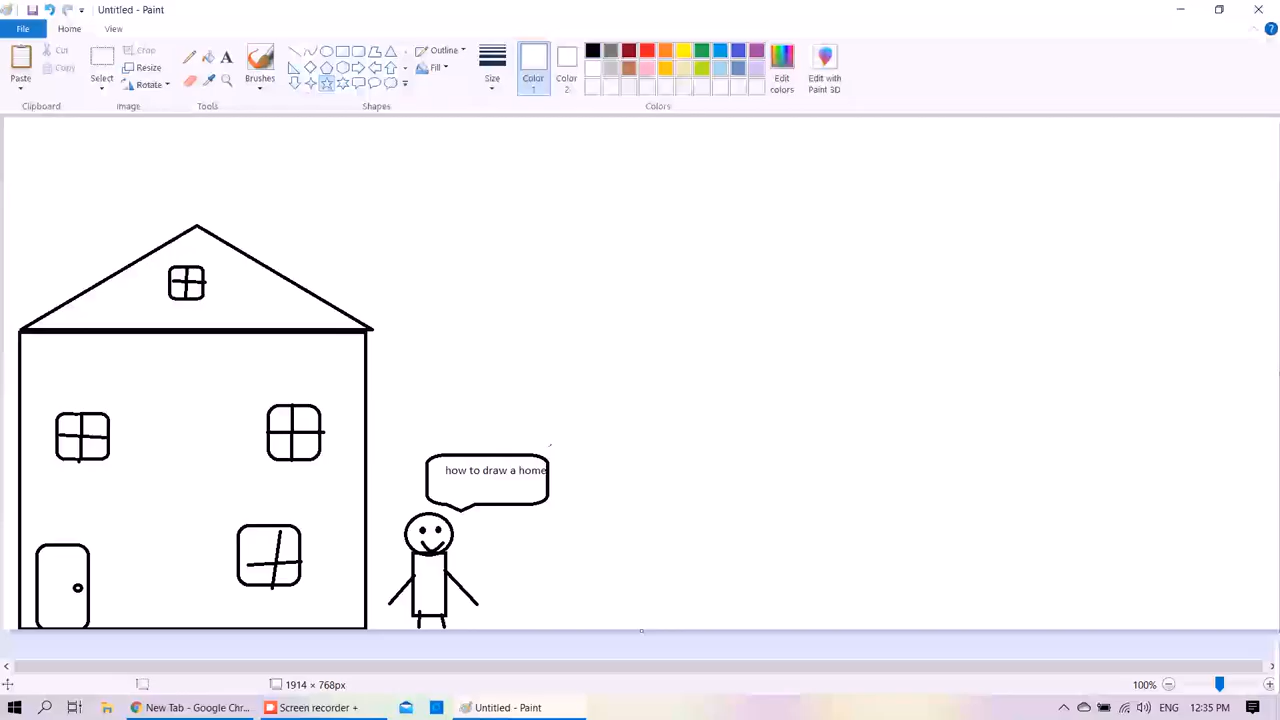 Untitled - Paint
File
Home
View
Paste
Cut
Copy
Clipboard
Select
Crop
Resize
Rotate
Image
A
Tools
Brushes
Outline
Fill
Shapes
Size
Color
1
Color
2
Edit
colors
Edit with
Paint 3D
Colors
how to draw a home
1914 × 768px
100%
New Tab - Google Chr...
Screen recorder +
Untitled - Paint
ENG
12:35 PM